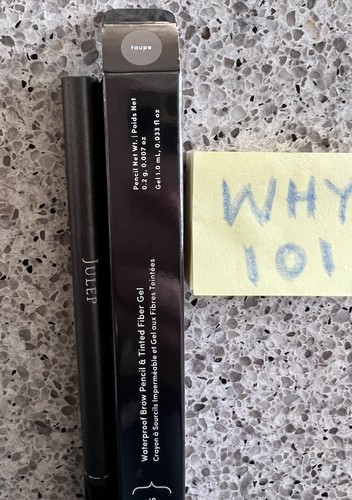 taupe
Pencil Net Wt. | Poids Net
0.2 g, 0.007 oz
Gel 1.0 mL, 0.033 fl oz
JULEP
Waterproof Brow Pencil & Tinted Fiber Gel
Crayon à Sourcils Imperméable et Gel aux Fibres Teintées
WHY
101